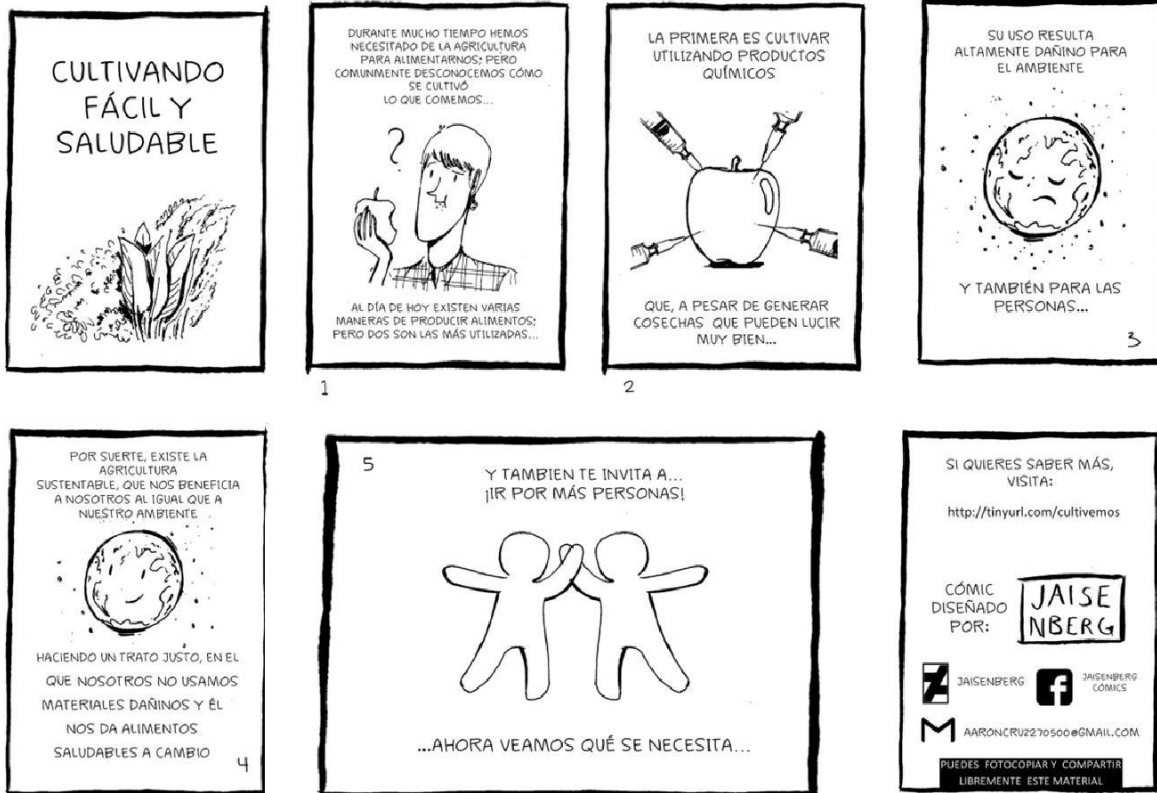 CULTIVANDO
FÁCIL Y
SALUDABLE
DURANTE MUCHO TIEMPO HEMOS
NECESITADO DE LA AGRICULTURA
PARA ALIMENTARNOS; PERO
COMUNMENTE DESCONOCEMOS CÓMO
SE CULTIVÓ
LO QUE COMEMOS...
?
AL DÍA DE HOY EXISTEN VARIAS
MANERAS DE PRODUCIR ALIMENTOS;
PERO DOS SON LAS MÁS UTILIZADAS...
1
LA PRIMERA ES CULTIVAR
UTILIZANDO PRODUCTOS
QUÍMICOS
QUE, A PESAR DE GENERAR
COSECHAS QUE PUEDEN LUCIR
MUY BIEN...
2
SU USO RESULTA
ALTAMENTE DAÑINO PARA
EL AMBIENTE
Y TAMBIÉN PARA LAS
PERSONAS...
3
POR SUERTE, EXISTE LA
AGRICULTURA
SUSTENTABLE, QUE NOS BENEFICIA
A NOSOTROS AL IGUAL QUE A
NUESTRO AMBIENTE
HACIENDO UN TRATO JUSTO, EN EL
QUE NOSOTROS NO USAMOS
MATERIALES DAÑINOS Y ÉL
NOS DA ALIMENTOS
SALUDABLES A CAMBIO
4
5
Y TAMBIEN TE INVITA A...
¡IR POR MÁS PERSONAS!
...AHORA VEAMOS QUÉ SE NECESITA...
SI QUIERES SABER MÁS,
VISITA:
http://tinyurl.com/cultivemos
CÓMIC
DISEÑADO
POR:
JAISE
NBERG
JAISENBERG
JAISENBERG
CÓMICS
AARONCRUZ270500@GMAIL.COM
PUEDES FOTOCOPIAR Y COMPARTIR
LIBREMENTE ESTE MATERIAL